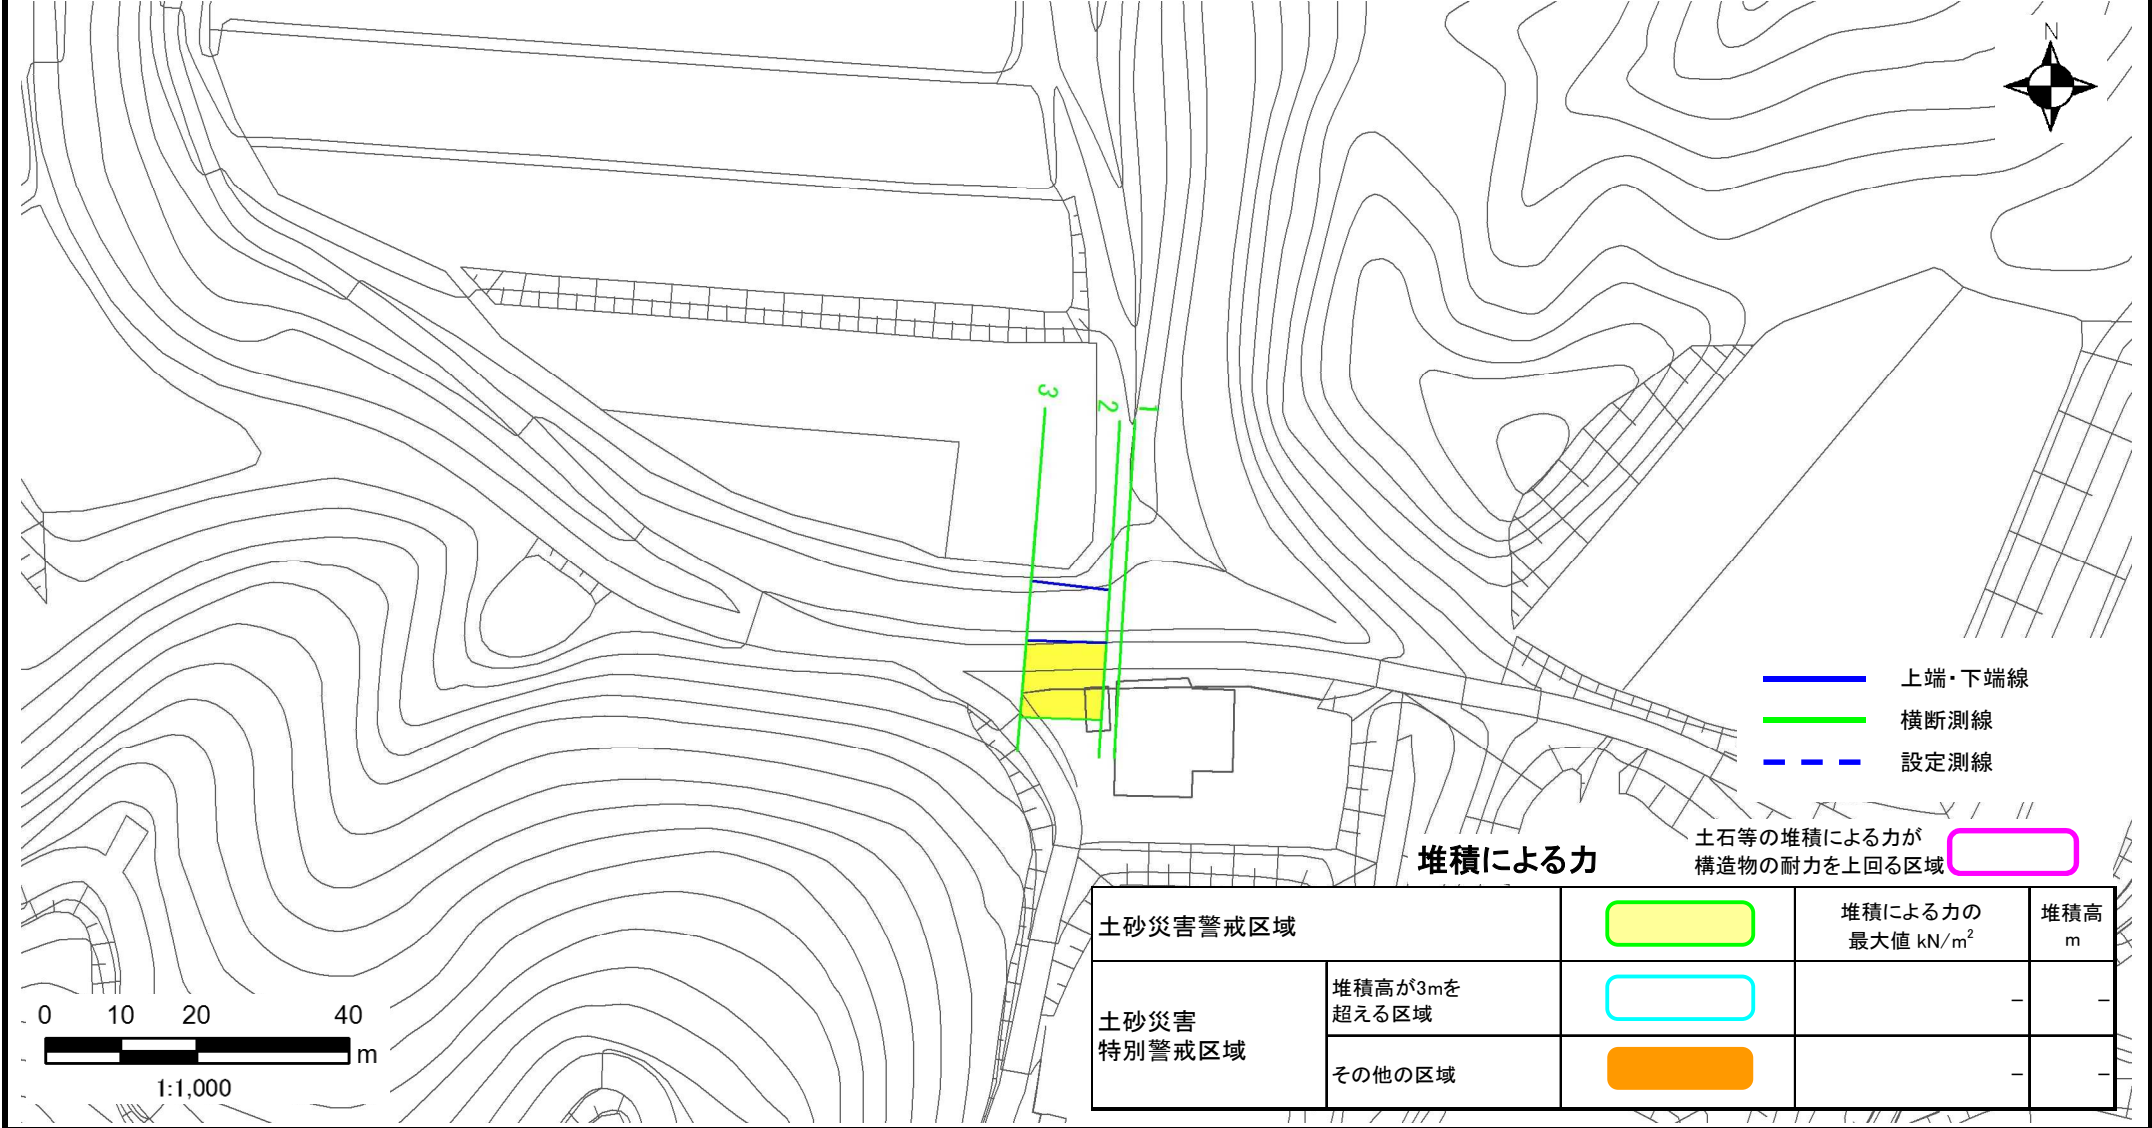 N
3
2
1
上端・下端線
横断測線
設定測線
堆積による力
土石等の堆積による力が
構造物の耐力を上回る区域
土砂災害警戒区域
堆積による力の
最大値 kN/m²
堆積高
m
土砂災害
特別警戒区域
堆積高が3mを
超える区域
－
－
その他の区域
－
－
0 10 20 40
m
1:1,000